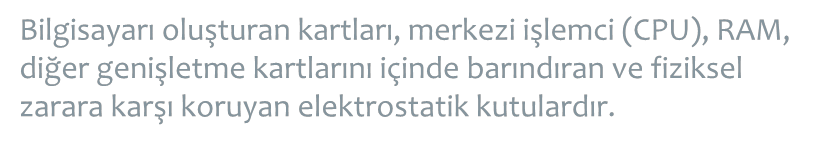 Bilgisayarı oluşturan kartları, merkezi işlemci (CPU), RAM,
diğer genişletme kartlarını içinde barındıran ve fiziksel
zarara karşı koruyan elektrostatik kutulardır.